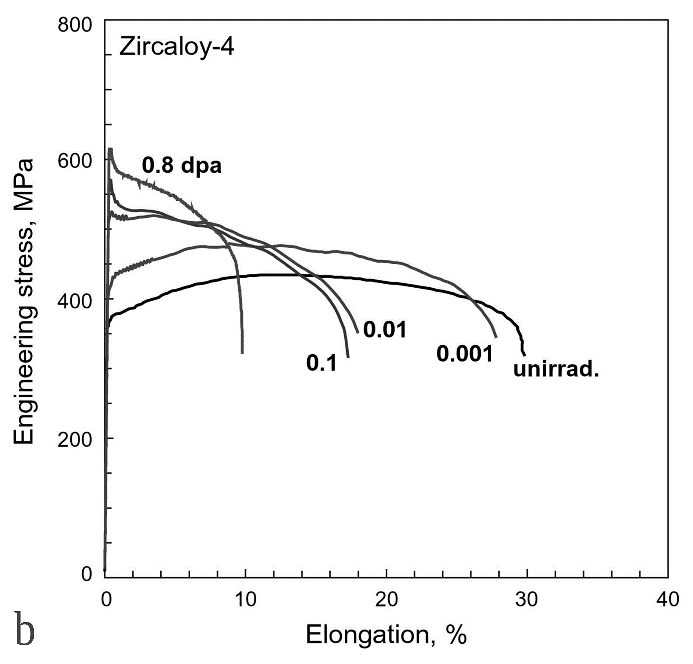 800
Zircaloy-4
600
0.8 dpa
Engineering stress, MPa
400
0.01
0.1
0.001
unirrad.
200
0
0
10
20
30
40
Elongation, %
b